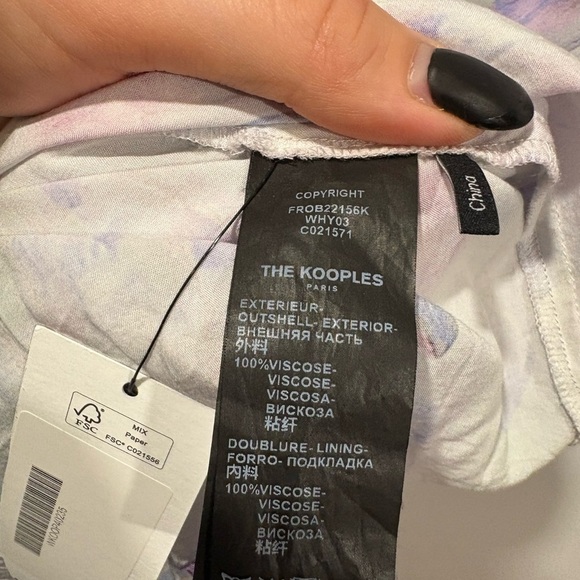 COPYRIGHT
FROB22156K
WHY03
C021571
THE KOOPLES
PARIS
EXTERIEUR-
OUTSHELL- EXTERIOR-
ВНЕШНЯЯ ЧАСТЬ
外料
100%VISCOSE-
VISCOSE-
VISCOSA-
ВИСКОЗА
粘纤
DOUBLURE- LINING-
FORRO- ПОДКЛАДКА
内料
100%VISCOSE-
VISCOSE-
VISCOSA-
ВИСКОЗА
粘纤
China
FSC
MIX
Paper
FSC® C021556